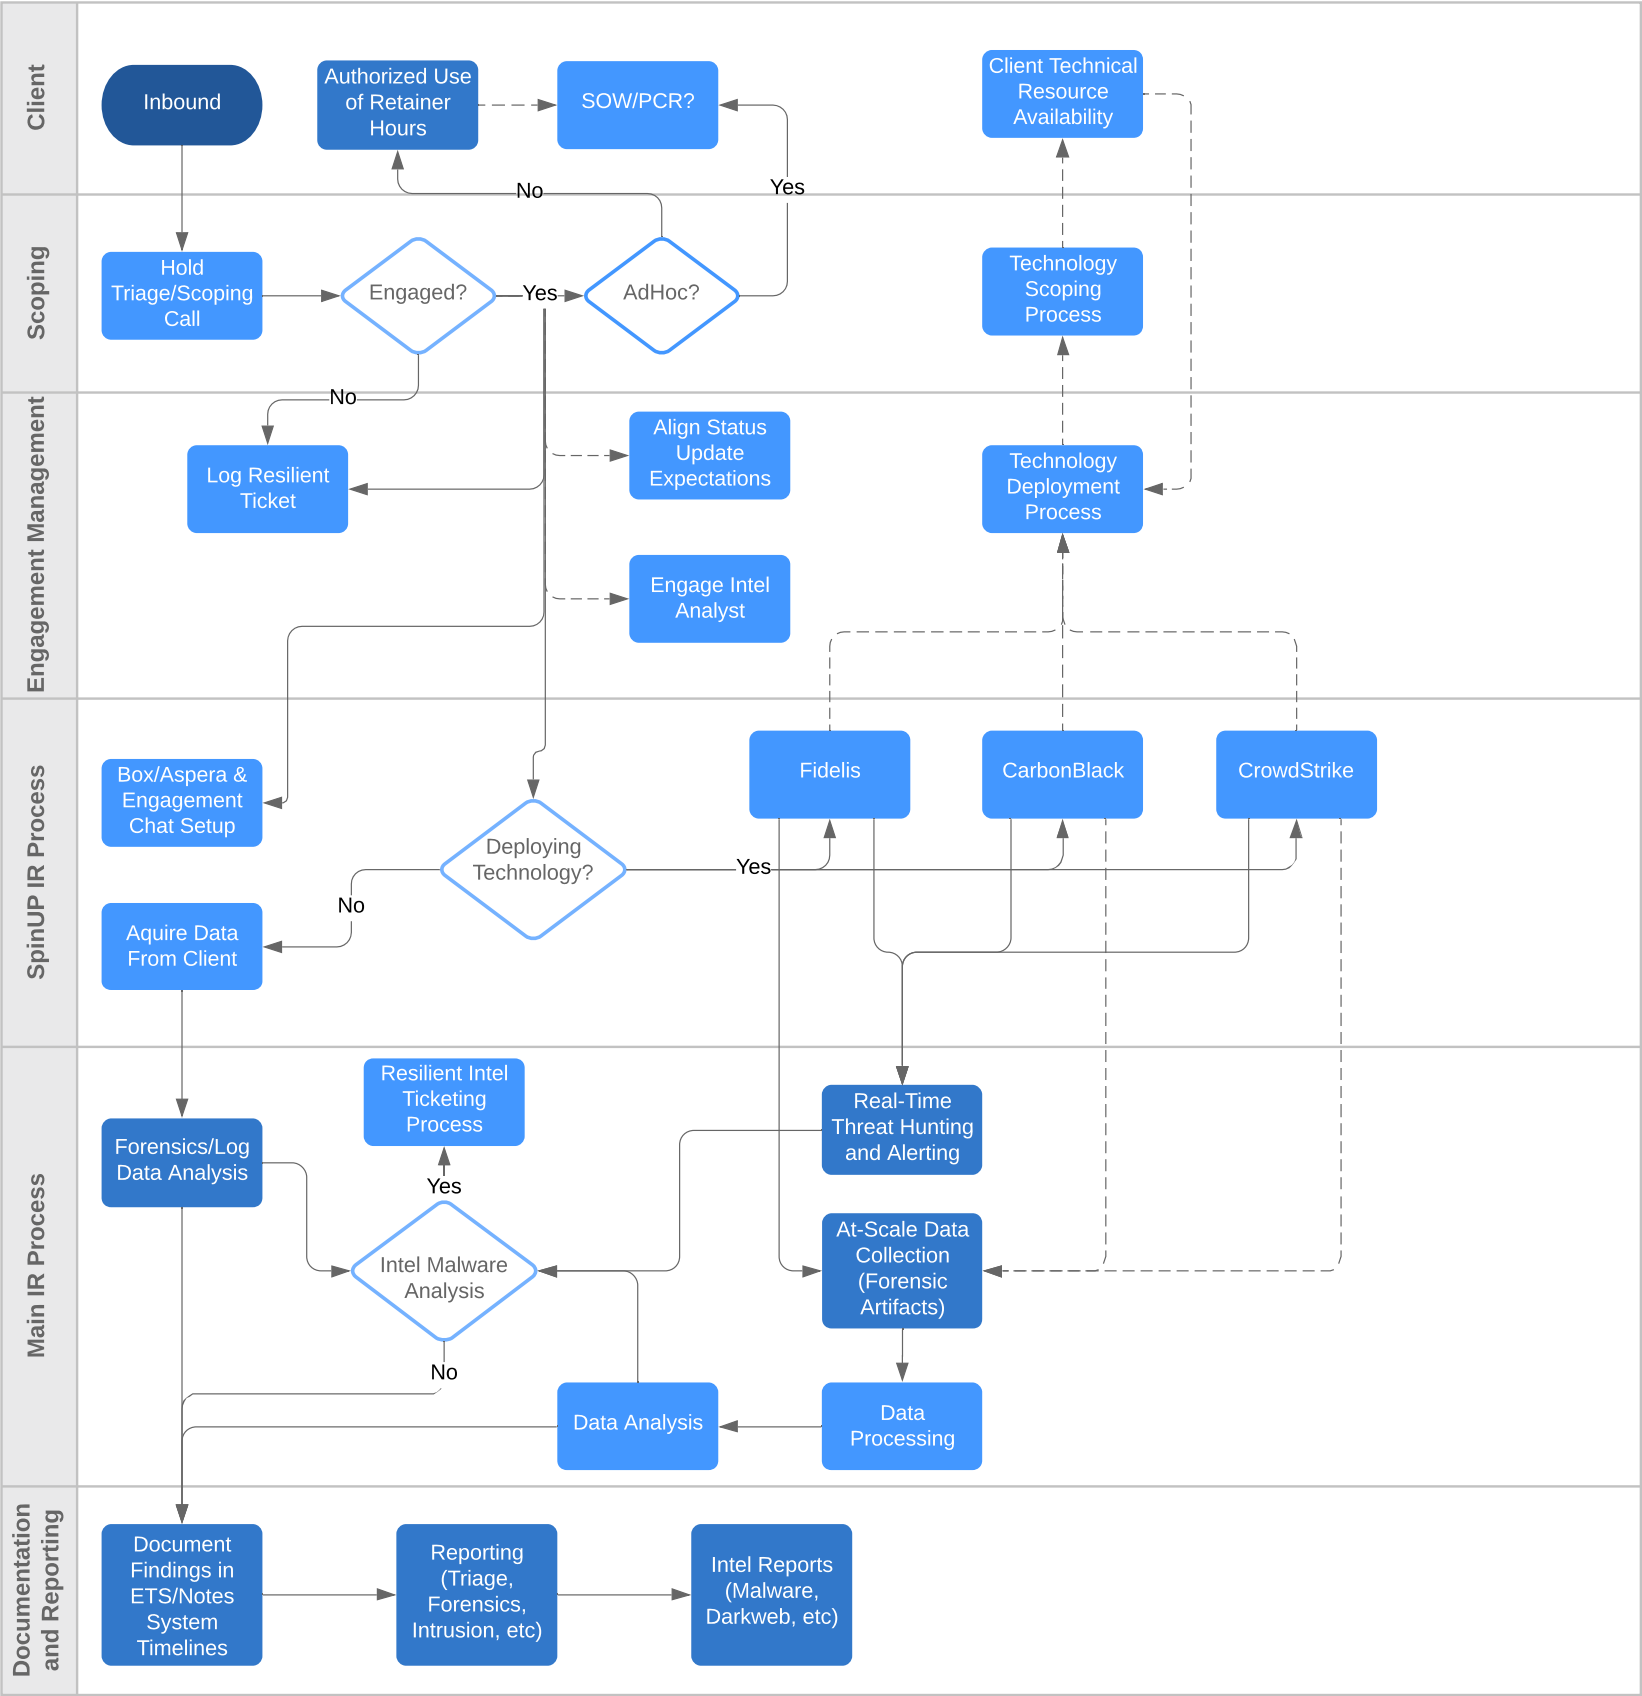 Client
Inbound
Authorized Use
of Retainer
Hours
SOW/PCR?
Client Technical
Resource
Availability
No
Yes
Scoping
Hold
Triage/Scoping
Call
Engaged?
Yes
AdHoc?
Technology
Scoping
Process
No
Engagement Management
Log Resilient
Ticket
Align Status
Update
Expectations
Technology
Deployment
Process
Engage Intel
Analyst
SpinUP IR Process
Box/Aspera &
Engagement
Chat Setup
Fidelis
CarbonBlack
CrowdStrike
Deploying
Technology?
Yes
No
Aquire Data
From Client
Main IR Process
Resilient Intel
Ticketing
Process
Real-Time
Threat Hunting
and Alerting
Forensics/Log
Data Analysis
Yes
Intel Malware
Analysis
At-Scale Data
Collection
(Forensic
Artifacts)
No
Data Analysis
Data
Processing
Documentation
and Reporting
Document
Findings in
ETS/Notes
System
Timelines
Reporting
(Triage,
Forensics,
Intrusion, etc)
Intel Reports
(Malware,
Darkweb, etc)